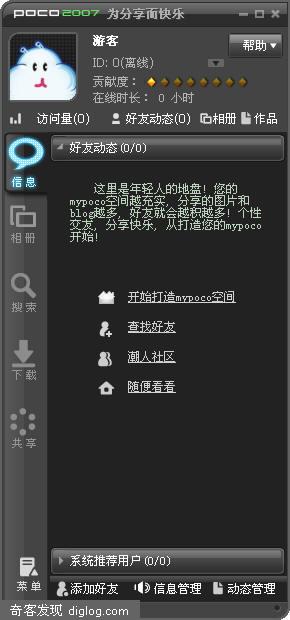 poco2007 为分享而快乐
游客
帮助
ID: 0(离线)
贡献度：
在线时长： 0 小时
访问量(0) 好友动态(0) 相册 作品
好友动态(0/0)
信息
这里是年轻人的地盘！您的
mypoco空间越充实，分享的图片和
blog越多，好友就会越积越多！个性
交友，分享快乐，从打造您的mypoco
开始！
相册
搜索
下载
共享
开始打造mypoco空间
查找好友
潮人社区
随便看看
系统推荐用户(0/0)
菜单
添加好友 信息管理 动态管理
奇客发现 diglog.com